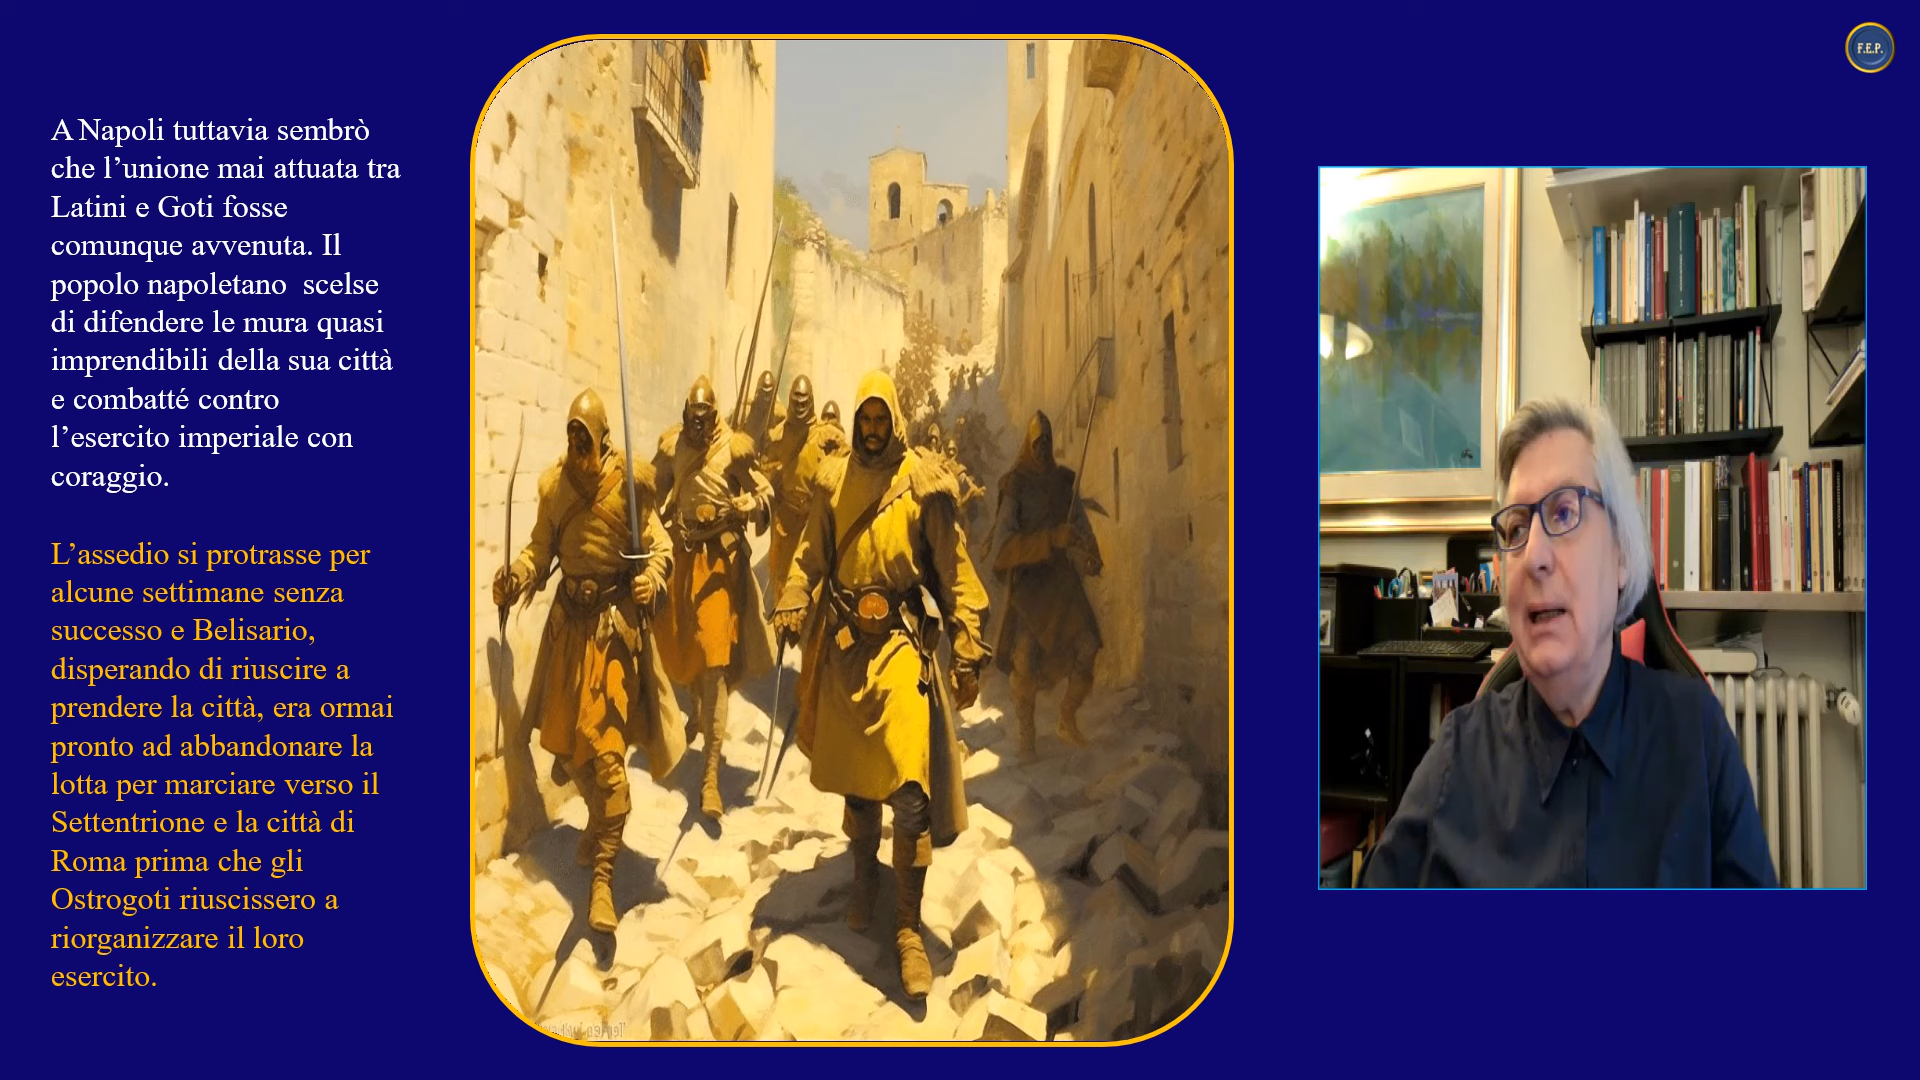 A Napoli tuttavia sembrò
che l’unione mai attuata tra
Latini e Goti fosse
comunque avvenuta. Il
popolo napoletano  scelse
di difendere le mura quasi
imprendibili della sua città
e combatté contro
l’esercito imperiale con
coraggio.
L’assedio si protrasse per
alcune settimane senza
successo e Belisario,
disperando di riuscire a
prendere la città, era ormai
pronto ad abbandonare la
lotta per marciare verso il
Settentrione e la città di
Roma prima che gli
Ostrogoti riuscissero a
riorganizzare il loro
esercito.
F.E.P.